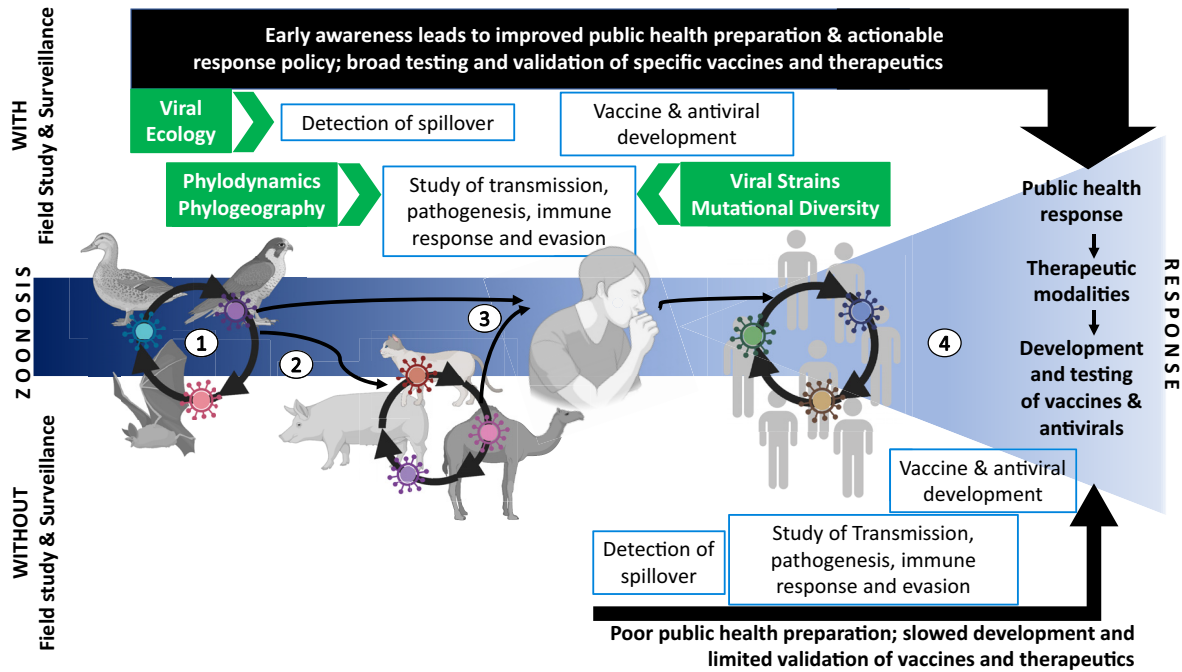 WITH
Field Study & Surveillance
Early awareness leads to improved public health preparation & actionable
response policy; broad testing and validation of specific vaccines and therapeutics
Viral
Ecology
Detection of spillover
Vaccine & antiviral
development
Phylodynamics
Phylogeography
Study of transmission,
pathogenesis, immune
response and evasion
Viral Strains
Mutational Diversity
ZOONOSIS
1
2
3
4
Public health
response
Therapeutic
modalities
Development
and testing
of vaccines &
antivirals
RESPONSE
WITHOUT
Field study & Surveillance
Vaccine & antiviral
development
Detection of
spillover
Study of Transmission,
pathogenesis, immune
response and evasion
Poor public health preparation; slowed development and
limited validation of vaccines and therapeutics